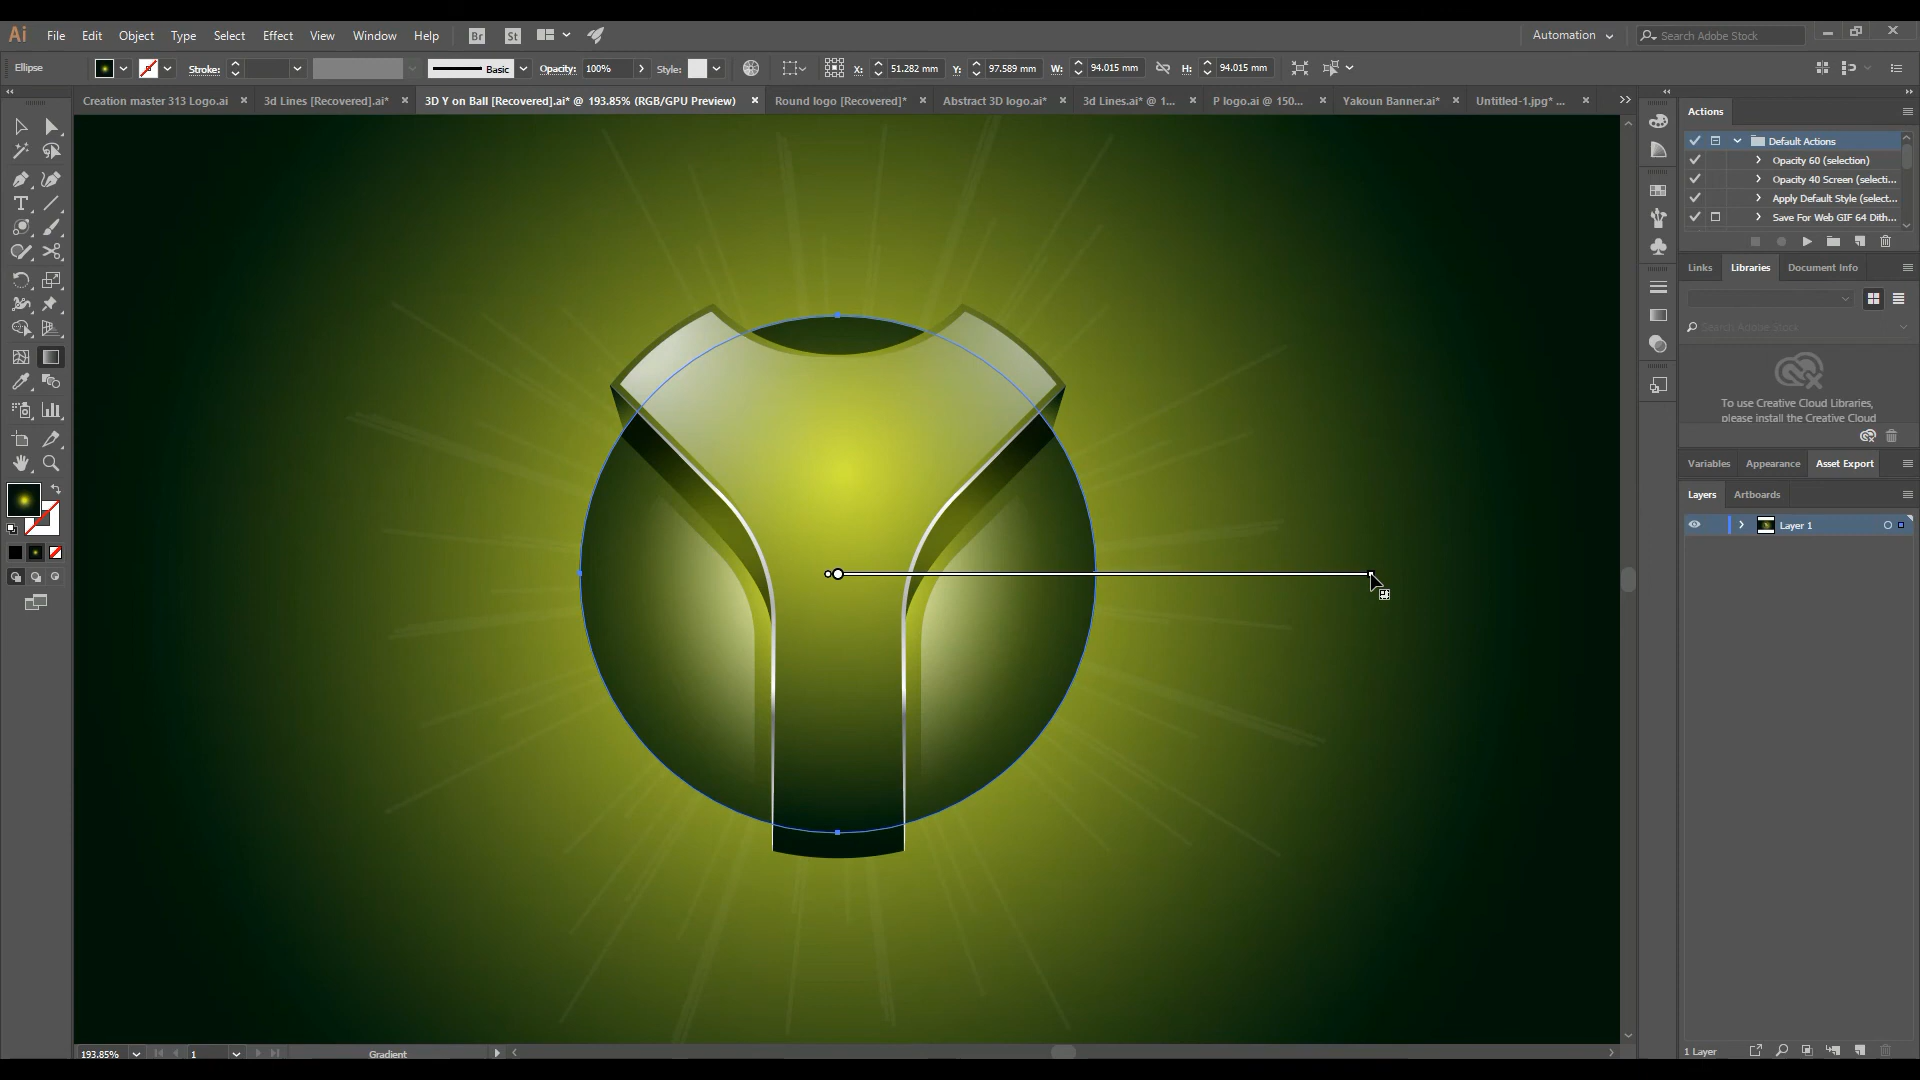 Ai File Edit Object Type Select Effect View Window Help Br St Automation Search Adobe Stock
Ellipse Stroke: Basic Opacity: 100% Style: X: 51.282 mm Y: 97.589 mm W: 94.015 mm H: 94.015 mm
Creation master 313 Logo.ai × 3d Lines [Recovered].ai* × 3D Y on Ball [Recovered].ai* @ 193.85% (RGB/GPU Preview) × Round logo [Recovered]* × Abstract 3D logo.ai* × 3d Lines.ai* @ 1... × P logo.ai @ 150... × Yakoun Banner.ai* × Untitled-1.jpg* ... ×
Actions
Default Actions
Opacity 60 (selection)
Opacity 40 Screen (selecti...
Apply Default Style (select...
Save For Web GIF 64 Dith...
Links Libraries Document Info
Search Adobe Stock
To use Creative Cloud Libraries,
please install the Creative Cloud
Variables Appearance Asset Export
Layers Artboards
Layer 1
1 Layer
193.85% 1 Gradient